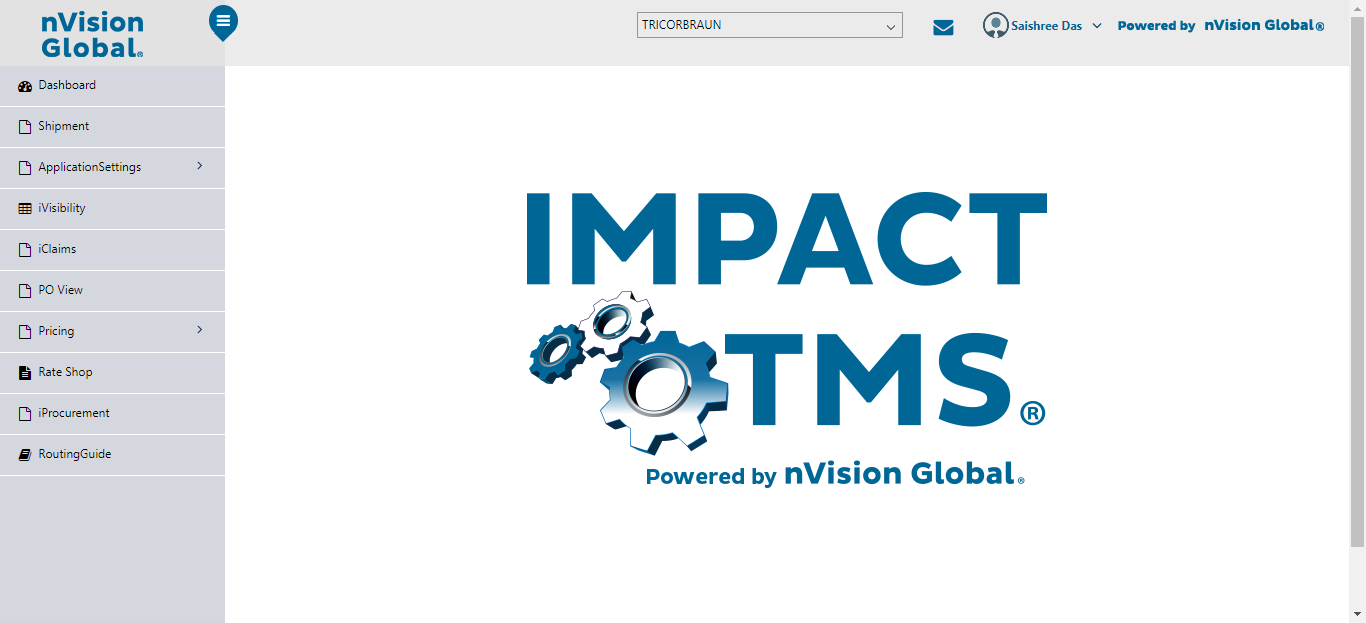 nVision
Global®
TRICORBRAUN
Saishree Das
Powered by nVision Global®
Dashboard
Shipment
ApplicationSettings
iVisibility
iClaims
PO View
Pricing
Rate Shop
iProcurement
RoutingGuide
IMPACT
TMS®
Powered by nVision Global®